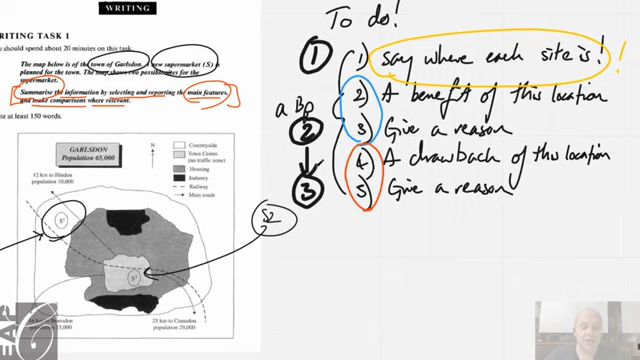 WRITING
WRITING TASK 1
You should spend about 20 minutes on this task.
The map below is of the town of Garlsdon. A new supermarket (S) is
planned for the town. The map shows two possible sites for the
supermarket.
Summarise the information by selecting and reporting the main features,
and make comparisons where relevant.
Write at least 150 words.
GARLSDON
Population 65,000
N
Countryside
Town Centre
(no traffic zone)
Housing
Industry
Railway
Main roads
12 km to Hindon
population 10,000
S1
S2
S2
population 15,000
25 km to Cransdon
population 29,000
To do!
1 1) Say where each site is! !
2) A benefit of this location
2 3) Give a reason
4) A drawback of this location
3 5) Give a reason
EAP